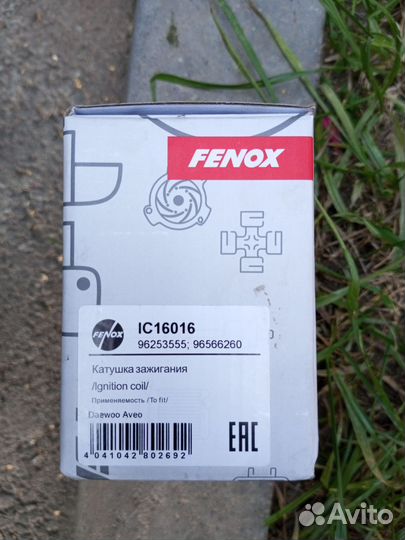 FENOX
FENOX
IC16016
96253555; 96566260
Катушка зажигания
/Ignition coil/
Применяемость /To fit/
Daewoo Aveo
EAC
4 041042 802692
Avito